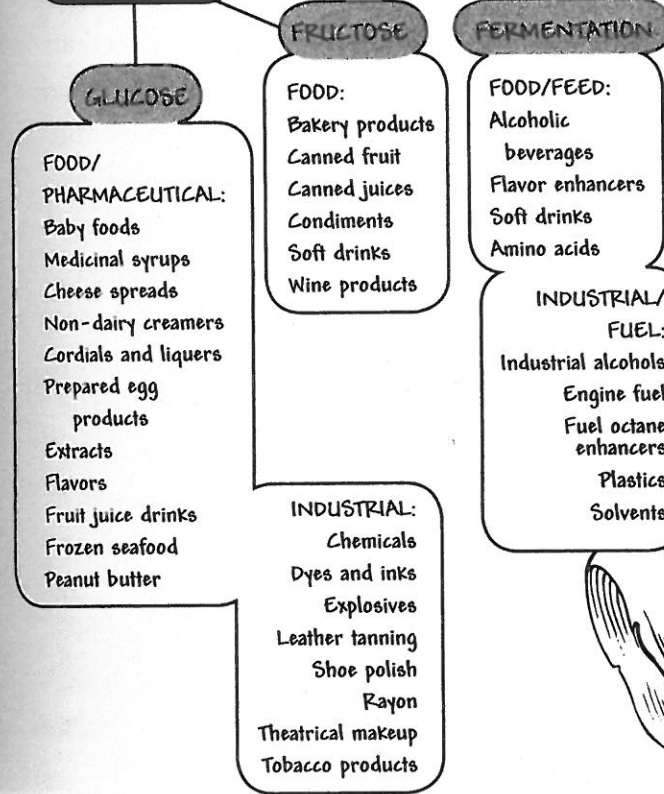 GLUCOSE
FOOD/
PHARMACEUTICAL:
Baby foods
Medicinal syrups
Cheese spreads
Non-dairy creamers
Cordials and liquers
Prepared egg
products
Extracts
Flavors
Fruit juice drinks
Frozen seafood
Peanut butter
INDUSTRIAL:
Chemicals
Dyes and inks
Explosives
Leather tanning
Shoe polish
Rayon
Theatrical makeup
Tobacco products
FRUCTOSE
FOOD:
Bakery products
Canned fruit
Canned juices
Condiments
Soft drinks
Wine products
FERMENTATION
FOOD/FEED:
Alcoholic
beverages
Flavor enhancers
Soft drinks
Amino acids
INDUSTRIAL/
FUEL:
Industrial alcohols
Engine fuel
Fuel octane
enhancers
Plastics
Solvents